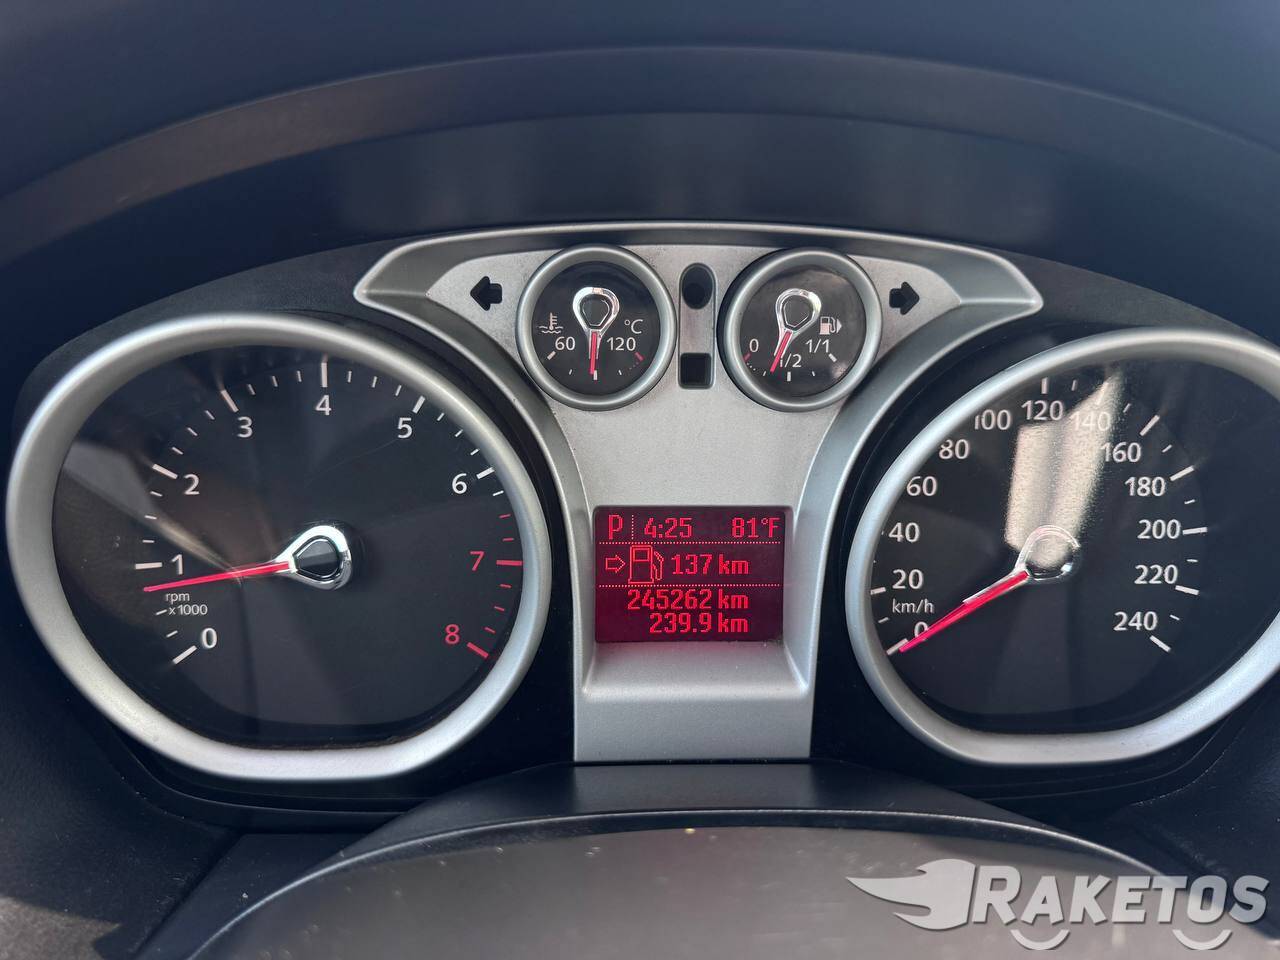 60 120 °C
0 1/2 1/1
0 1 2 3 4 5 6 7 8
rpm
x1000
P 4:25 81°F
137 km
245262 km
239.9 km
0 20 40 60 80 100 120 140 160 180 200 220 240
km/h
RAKETOS